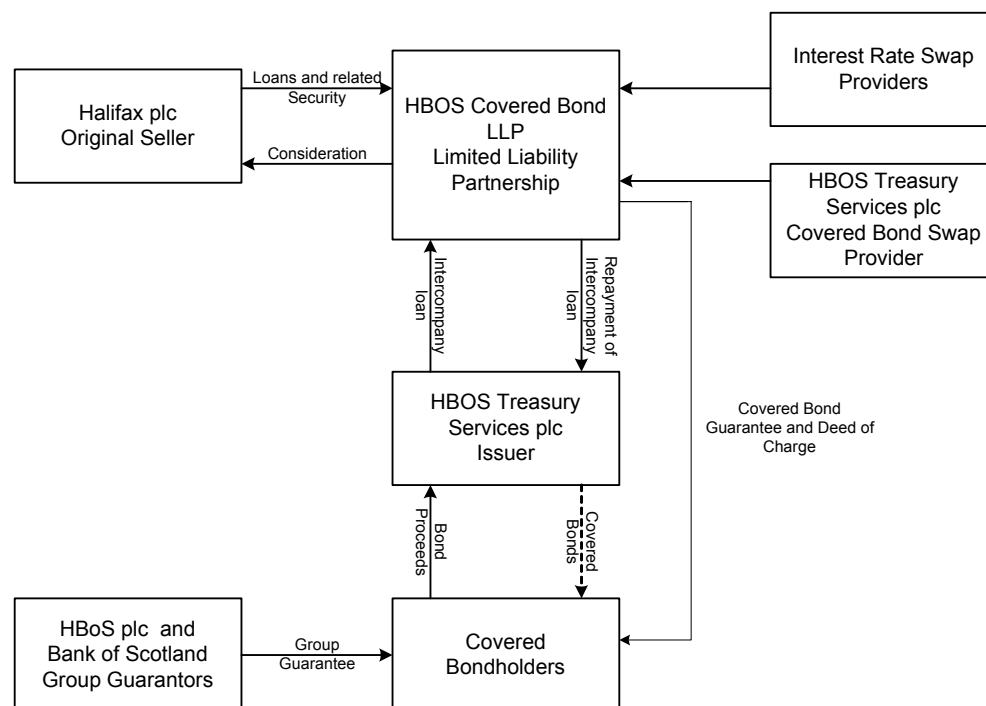 Halifax plc
Original Seller
Loans and related
Security
Consideration
HBOS Covered Bond
LLP
Limited Liability
Partnership
Interest Rate Swap
Providers
HBOS Treasury
Services plc
Covered Bond Swap
Provider
Intercompany
loan
Repayment of
Intercompany
loan
HBOS Treasury
Services plc
Issuer
Covered Bond
Guarantee and Deed of
Charge
Bond
Proceeds
Covered
Bonds
HBoS plc and
Bank of Scotland
Group Guarantors
Group
Guarantee
Covered
Bondholders